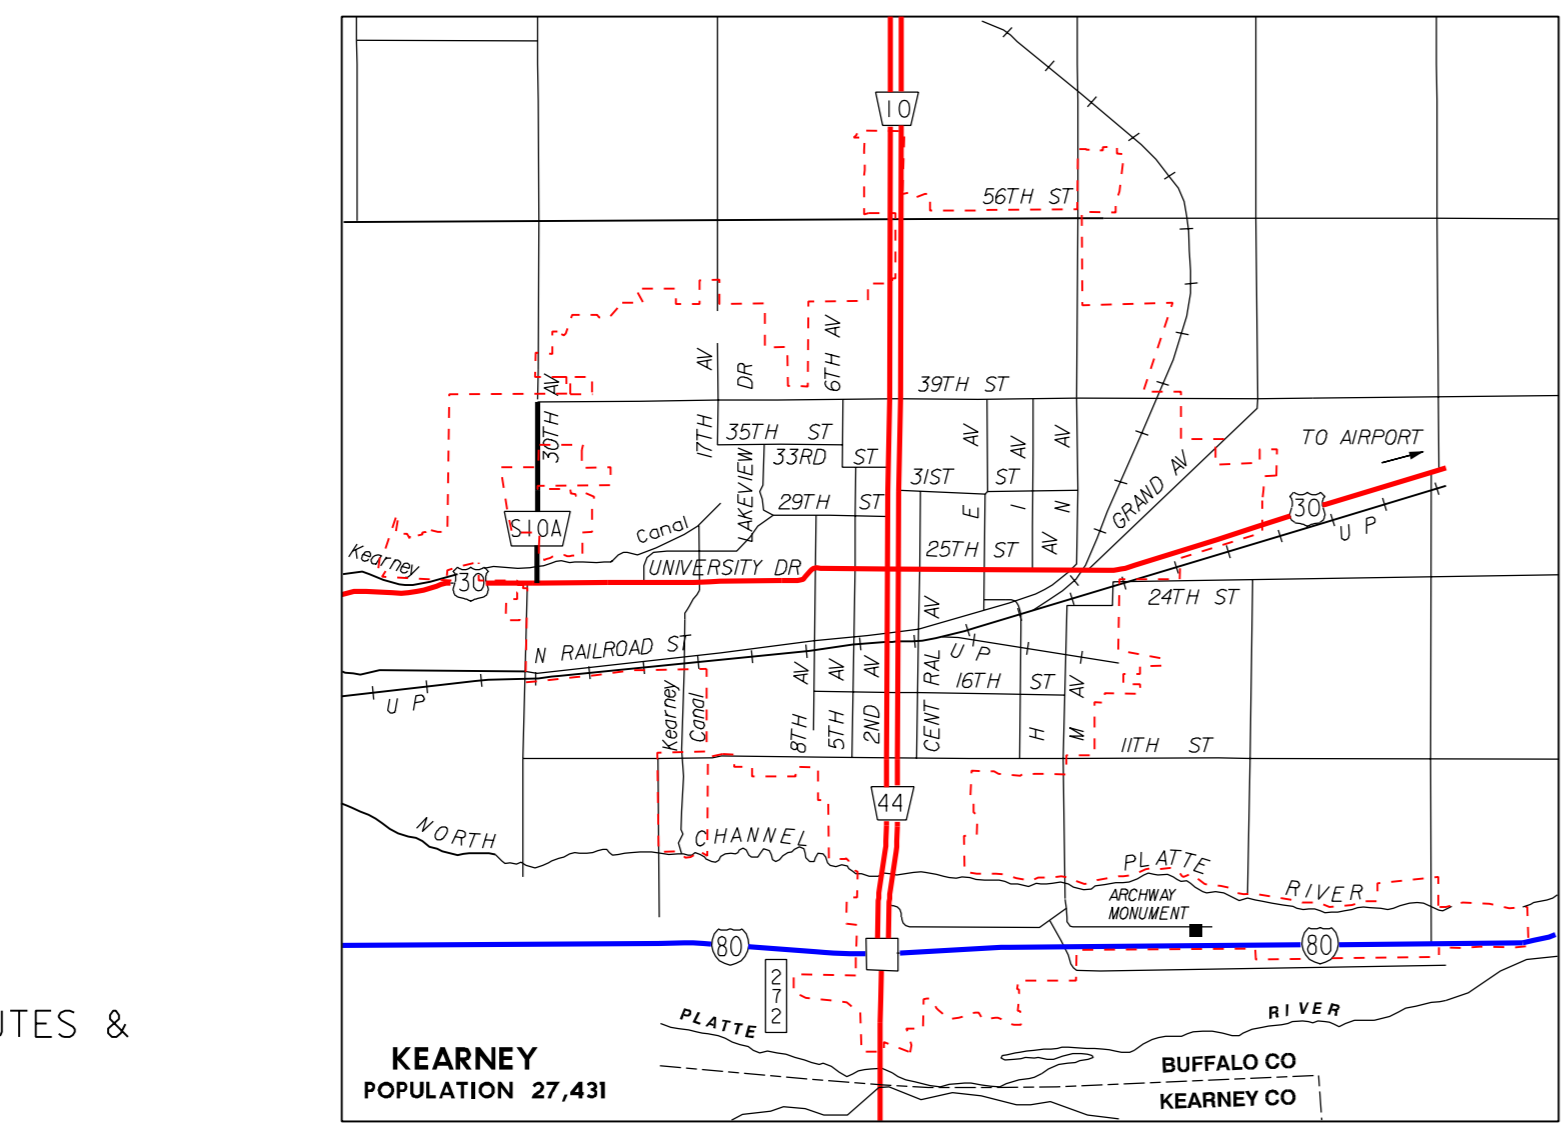 10
56TH ST
17TH AV
LAKEVIEW DR
6TH AV
39TH ST
30TH AV
35TH ST
33RD ST
31ST ST
29TH ST
25TH ST
E AV
I AV
N AV
AV
GRAND AV
TO AIRPORT
30
U P
S10A
Kearney
Canal
30
UNIVERSITY DR
24TH ST
N RAILROAD ST
U P
U P
Kearney
Canal
8TH AV
5TH AV
2ND AV
CENTRAL AV
16TH ST
H
M AV
11TH ST
44
NORTH
CHANNEL
PLATTE
RIVER
ARCHWAY
MONUMENT
80
80
272
PLATTE
RIVER
UTES &
KEARNEY
POPULATION 27,431
BUFFALO CO
KEARNEY CO